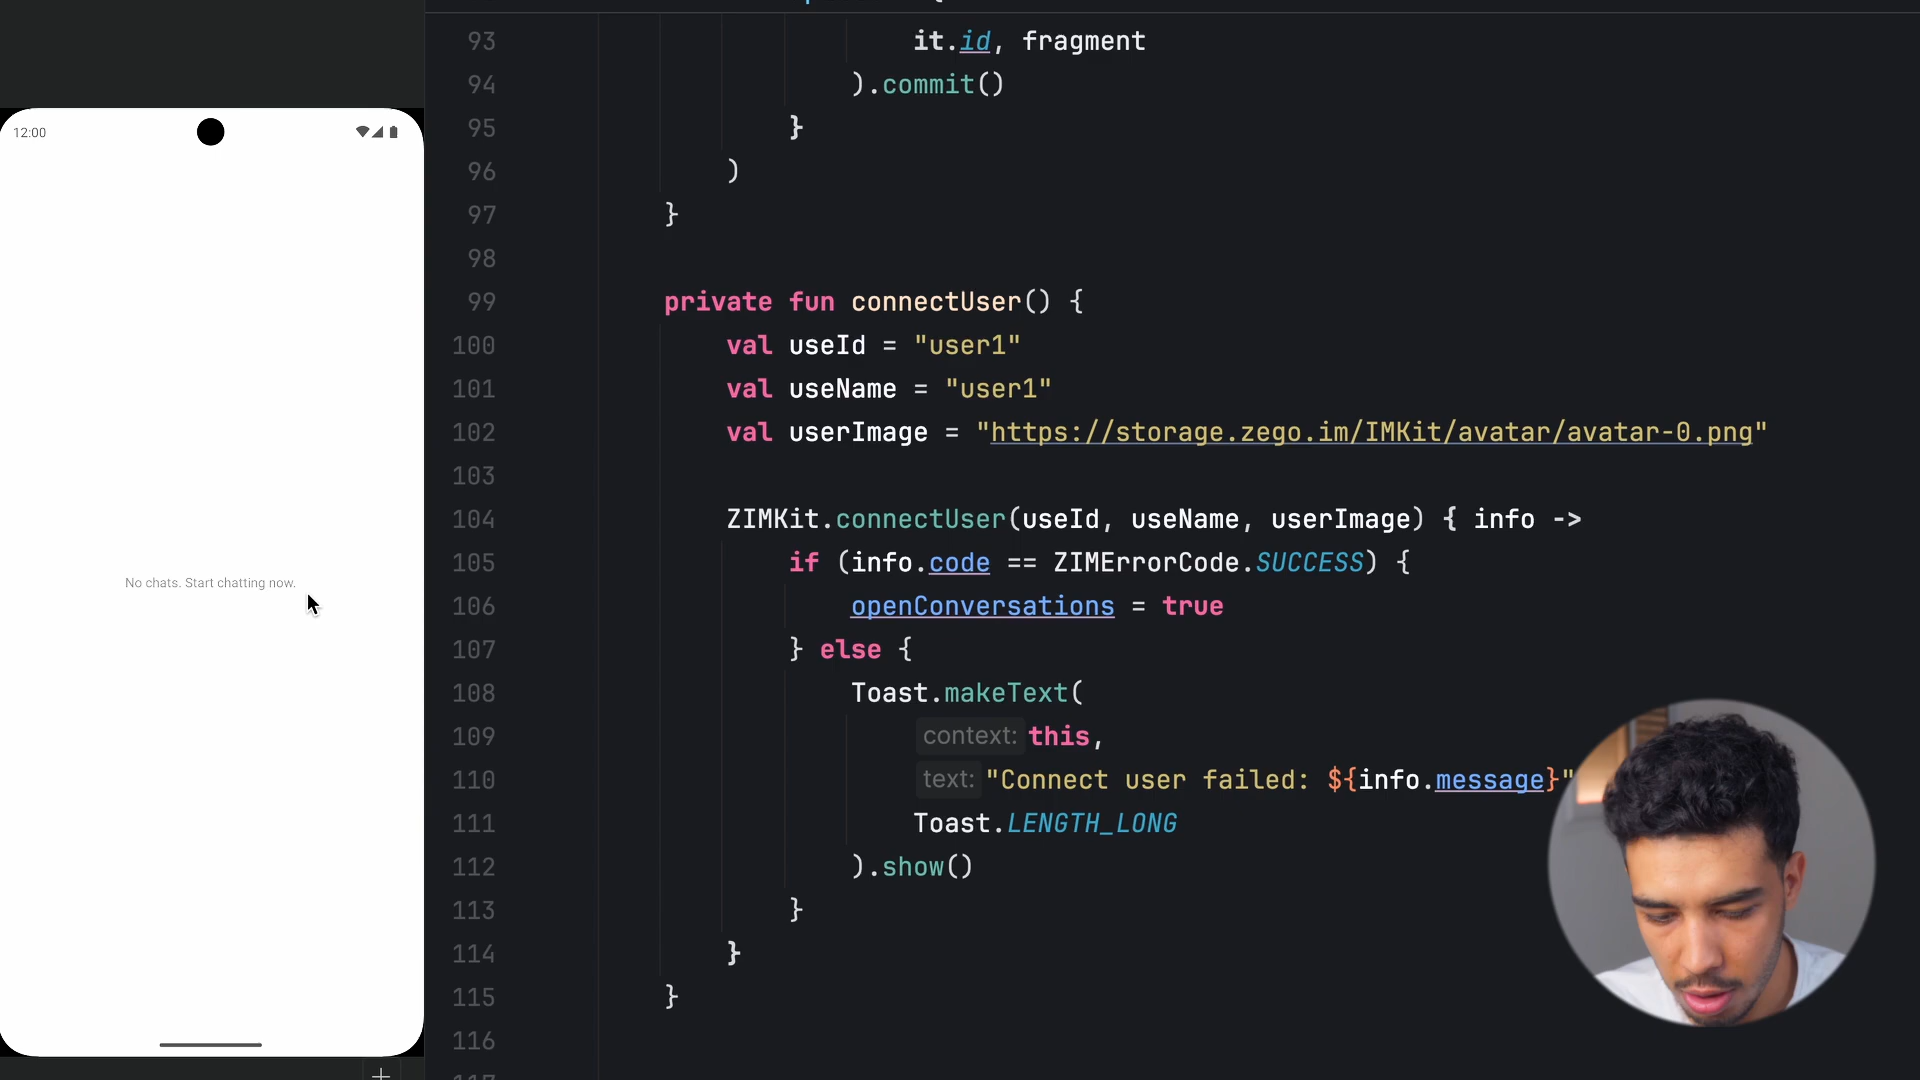 12:00
No chats. Start chatting now.
93 it.id, fragment
94 ).commit()
95 }
96 )
97 }
98
99 private fun connectUser() {
100 val useId = "user1"
101 val useName = "user1"
102 val userImage = "https://storage.zego.im/IMKit/avatar/avatar-0.png"
103
104 ZIMKit.connectUser(useId, useName, userImage) { info ->
105 if (info.code == ZIMErrorCode.SUCCESS) {
106 openConversations = true
107 } else {
108 Toast.makeText(
109 context: this,
110 text: "Connect user failed: ${info.message}"
111 Toast.LENGTH_LONG
112 ).show()
113 }
114 }
115 }
116